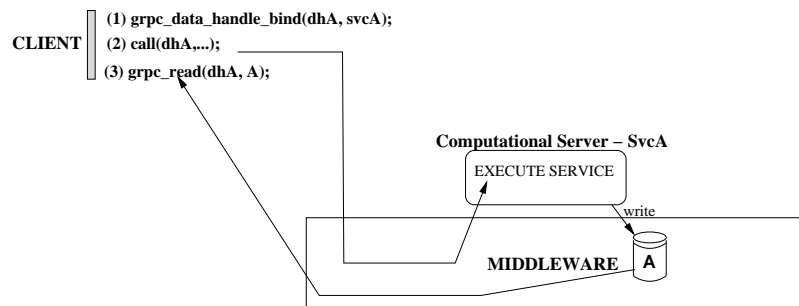 (1) grpc_data_handle_bind(dhA, svcA);
CLIENT
(2) call(dhA,...);
(3) grpc_read(dhA, A);
Computational Server – SvcA
EXECUTE SERVICE
write
MIDDLEWARE
A